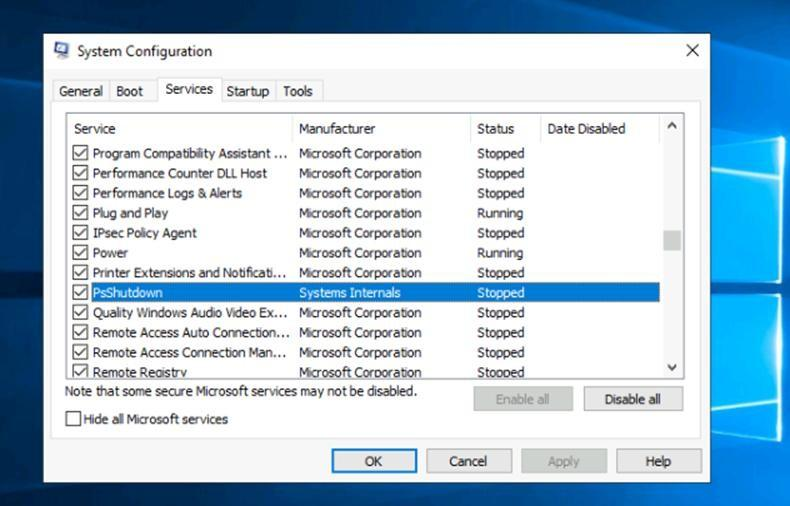 System Configuration
General Boot Services Startup Tools
Service Manufacturer Status Date Disabled
Program Compatibility Assistant ... Microsoft Corporation Stopped
Performance Counter DLL Host Microsoft Corporation Stopped
Performance Logs & Alerts Microsoft Corporation Stopped
Plug and Play Microsoft Corporation Running
IPsec Policy Agent Microsoft Corporation Stopped
Power Microsoft Corporation Running
Printer Extensions and Notificati... Microsoft Corporation Stopped
PsShutdown Systems Internals Stopped
Quality Windows Audio Video Ex... Microsoft Corporation Stopped
Remote Access Auto Connection... Microsoft Corporation Stopped
Remote Access Connection Man... Microsoft Corporation Stopped
Remote Registry Microsoft Corporation Stopped
Note that some secure Microsoft services may not be disabled.
Enable all Disable all
Hide all Microsoft services
OK Cancel Apply Help